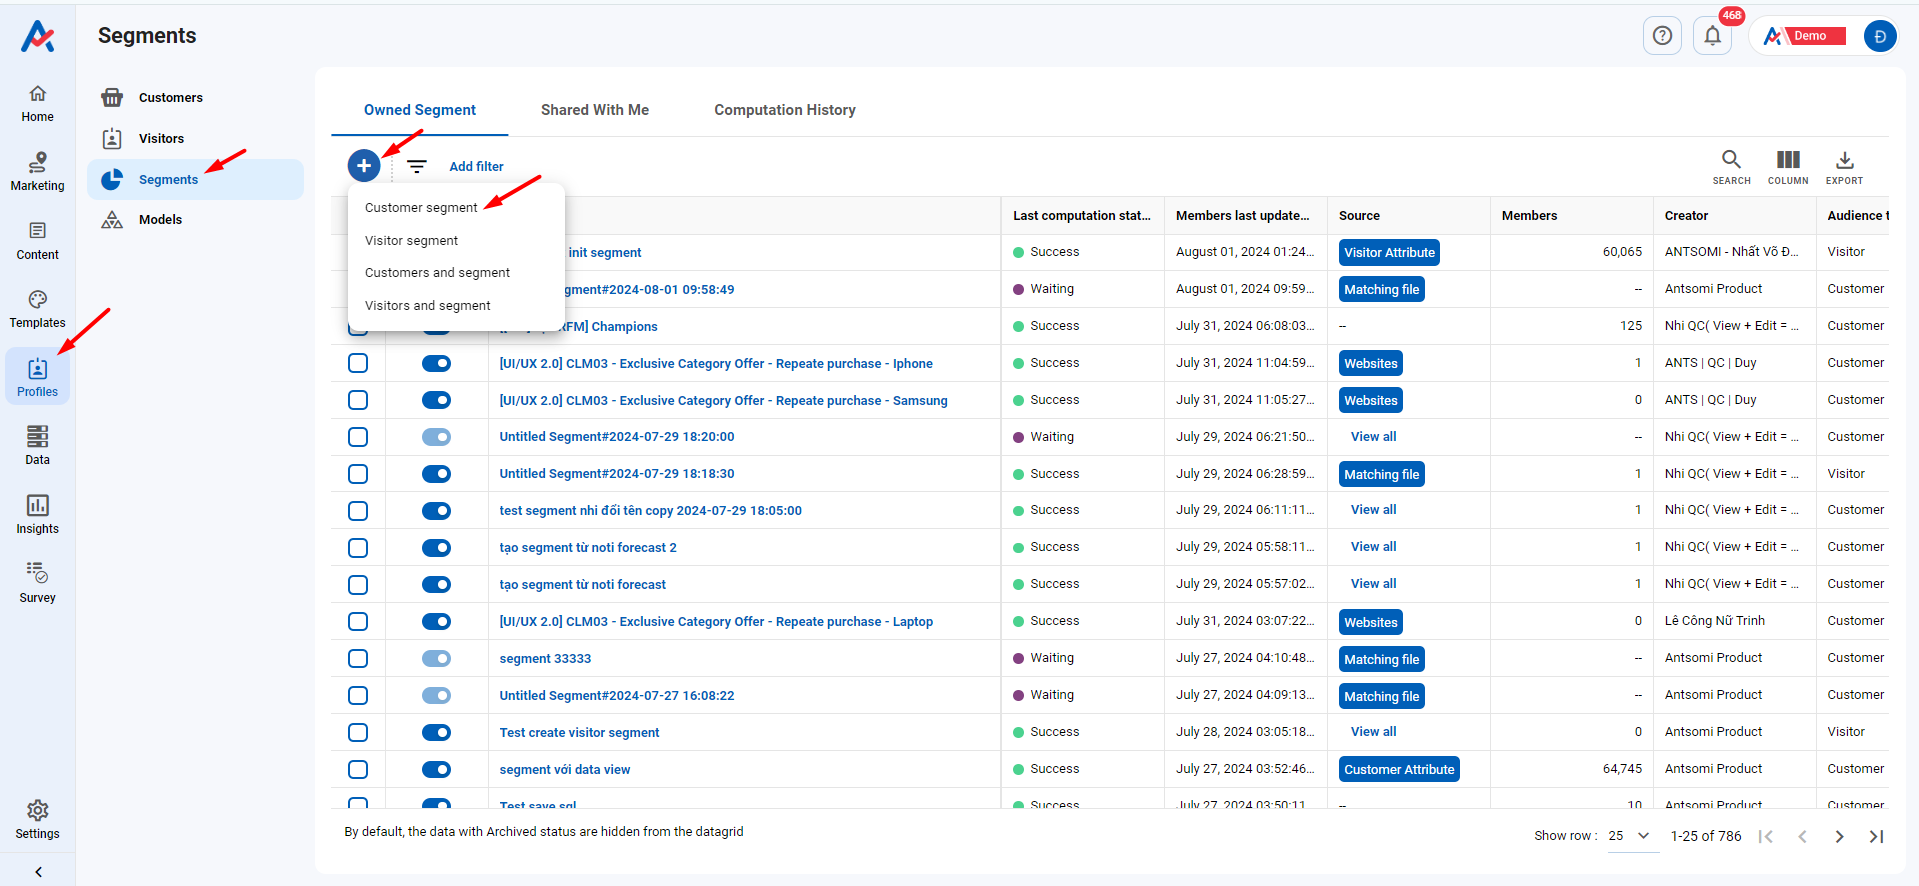 Segments
468
Demo
Đ
Home
Marketing
Content
Templates
Profiles
Data
Insights
Survey
Settings
Customers
Visitors
Segments
Models
Owned Segment Shared With Me Computation History
Add filter
SEARCH COLUMN EXPORT
Customer segment
Visitor segment
Customers and segment
Visitors and segment
Last computation stat... Members last update... Source Members Creator Audience t
init segment Success August 01, 2024 01:24... Visitor Attribute 60,065 ANTSOMI - Nhất Võ Đ... Visitor
gment#2024-08-01 09:58:49 Waiting August 01, 2024 09:59... Matching file -- Antsomi Product Customer
RFM] Champions Success July 31, 2024 06:08:03... -- 125 Nhi QC( View + Edit = ... Customer
[UI/UX 2.0] CLM03 - Exclusive Category Offer - Repeate purchase - Iphone Success July 31, 2024 11:04:59... Websites 1 ANTS | QC | Duy Customer
[UI/UX 2.0] CLM03 - Exclusive Category Offer - Repeate purchase - Samsung Success July 31, 2024 11:05:27... Websites 0 ANTS | QC | Duy Customer
Untitled Segment#2024-07-29 18:20:00 Waiting July 29, 2024 06:21:50... View all -- Nhi QC( View + Edit = ... Customer
Untitled Segment#2024-07-29 18:18:30 Success July 29, 2024 06:28:59... Matching file 1 Nhi QC( View + Edit = ... Visitor
test segment nhi đổi tên copy 2024-07-29 18:05:00 Success July 29, 2024 06:11:11... View all 1 Nhi QC( View + Edit = ... Customer
tạo segment từ noti forecast 2 Success July 29, 2024 05:58:11... View all 1 Nhi QC( View + Edit = ... Customer
tạo segment từ noti forecast Success July 29, 2024 05:57:02... View all 1 Nhi QC( View + Edit = ... Customer
[UI/UX 2.0] CLM03 - Exclusive Category Offer - Repeate purchase - Laptop Success July 31, 2024 03:07:22... Websites 0 Lê Công Nữ Trinh Customer
segment 33333 Waiting July 27, 2024 04:10:48... Matching file -- Antsomi Product Customer
Untitled Segment#2024-07-27 16:08:22 Waiting July 27, 2024 04:09:13... Matching file -- Antsomi Product Customer
Test create visitor segment Success July 28, 2024 03:05:18... View all 0 Antsomi Product Visitor
segment với data view Success July 27, 2024 03:52:46... Customer Attribute 64,745 Antsomi Product Customer
Test save sql Success July 27, 2024 03:50:11 -- 10 Antsomi Product Customer
By default, the data with Archived status are hidden from the datagrid
Show row : 25 1-25 of 786